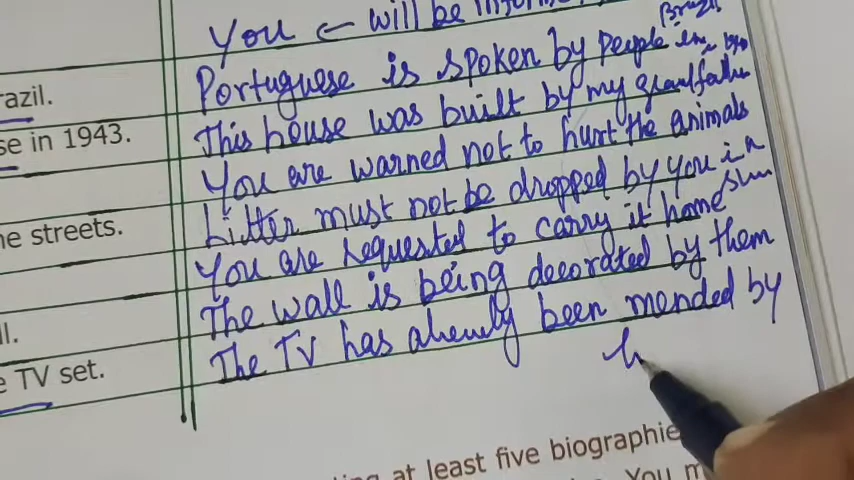 You ← will be
Brazil
razil.
Portuguese is spoken by people in
se in 1943.
This house was built by my grandfather
You are warned not to hurt the animals
he streets.
Litter must not be dropped by you in
You are requested to carry it home
The wall is being decorated by them
ll.
The TV has already been mended by
e TV set.
h
ting at least five biographie
You m